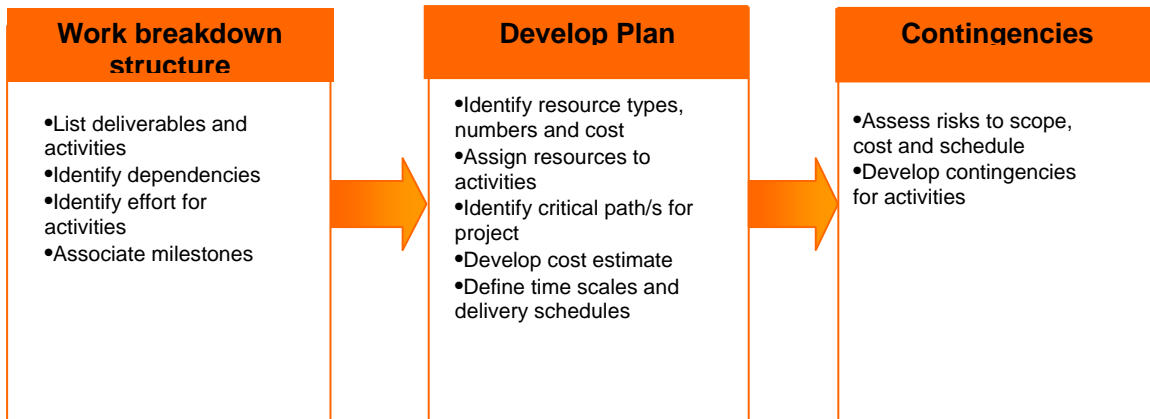 Work breakdown
structure
•List deliverables and
activities
•Identify dependencies
•Identify effort for
activities
•Associate milestones
Develop Plan
•Identify resource types,
numbers and cost
•Assign resources to
activities
•Identify critical path/s for
project
•Develop cost estimate
•Define time scales and
delivery schedules
Contingencies
•Assess risks to scope,
cost and schedule
•Develop contingencies
for activities